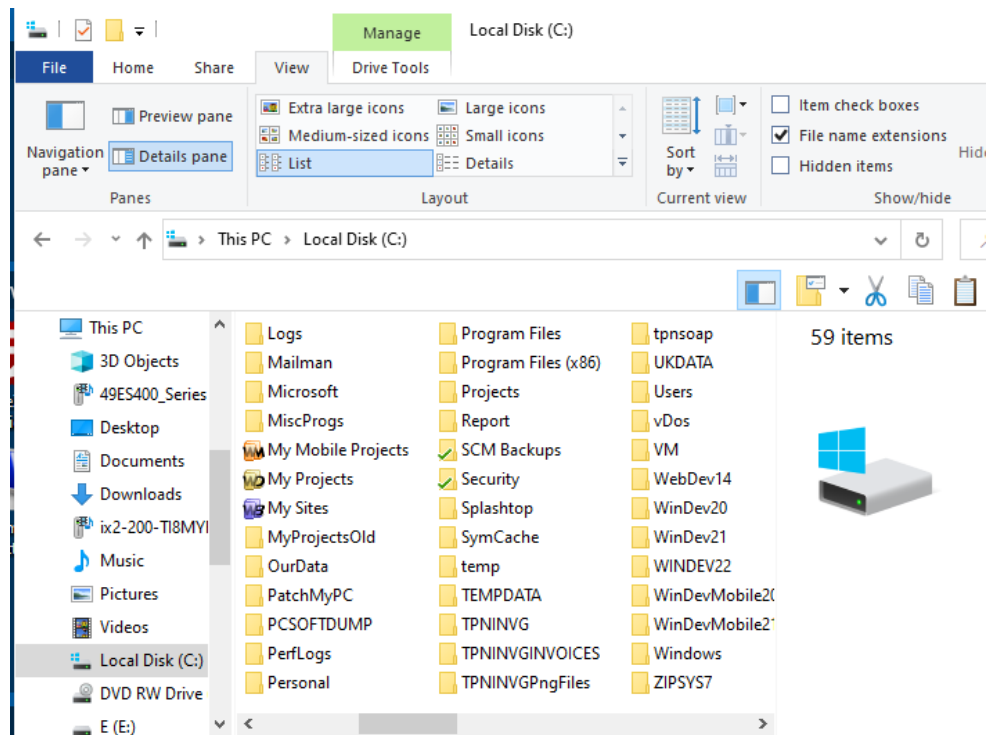 Manage Local Disk (C:)
File Home Share View Drive Tools
Preview pane
Details pane
Navigation pane
Extra large icons Large icons
Medium-sized icons Small icons
List Details
Sort by
Item check boxes
File name extensions
Hidden items
Panes Layout Current view Show/hide
This PC Local Disk (C:)
This PC
3D Objects
49ES400_Series
Desktop
Documents
Downloads
Music
Pictures
Videos
Local Disk (C:)
DVD RW Drive
E (E:)
Logs
Mailman
Microsoft
MiscProgs
My Mobile Projects
My Projects
My Sites
MyProjectsOld
OurData
PatchMyPC
PCSOFTDUMP
PerfLogs
Personal
Program Files
Program Files (x86)
Projects
Report
SCM Backups
Security
Splashtop
SymCache
temp
TEMPDATA
TPNINVG
TPNINVGINVOICES
TPNINVGPngFiles
tpnsoap
UKDATA
Users
vDos
VM
WebDev14
WinDev20
WinDev21
WINDEV22
WinDevMobile20
WinDevMobile21
Windows
ZIPSYS7
59 items